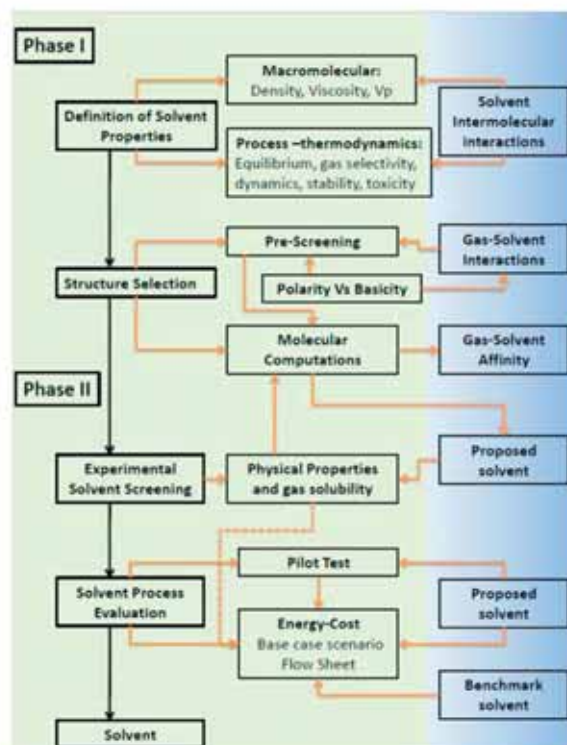 Phase I
Macromolecular:
Density, Viscosity, Vp
Definition of Solvent
Properties
Solvent
Intermolecular
interactions
Process –thermodynamics:
Equilibrium, gas selectivity,
dynamics, stability, toxicity
Pre-Screening
Gas-Solvent
Interactions
Structure Selection
Polarity Vs Basicity
Molecular
Computations
Gas-Solvent
Affinity
Phase II
Experimental
Solvent Screening
Physical Properties
and gas solubility
Proposed
solvent
Pilot Test
Solvent Process
Evaluation
Proposed
solvent
Energy-Cost
Base case scenario
Flow Sheet
Benchmark
solvent
Solvent